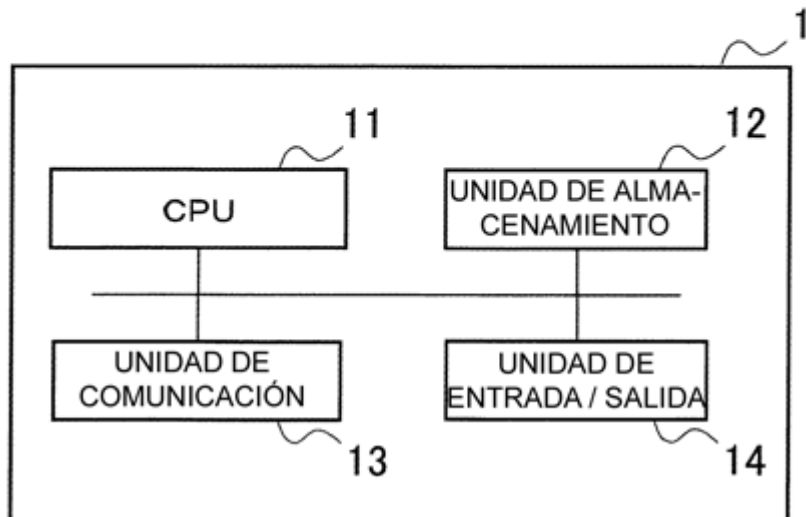 1
11
12
CPU
UNIDAD DE ALMA-
CENAMIENTO
UNIDAD DE
COMUNICACIÓN
UNIDAD DE
ENTRADA / SALIDA
13
14